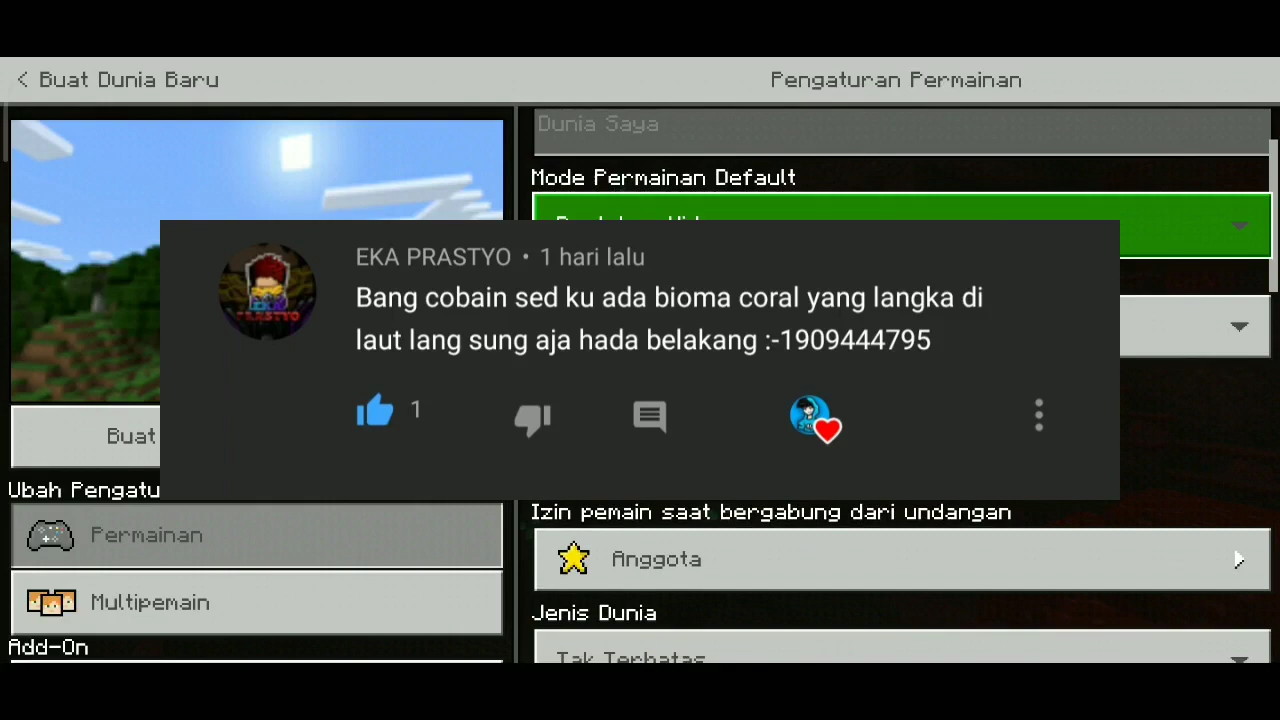 Buat Dunia Baru
Pengaturan Permainan
Dunia Saya
Mode Permainan Default
EKA PRASTYO • 1 hari lalu
Bang cobain sed ku ada bioma coral yang langka di
laut lang sung aja hada belakang :-1909444795
1
Buat
Ubah Pengatu
Permainan
Multipemain
Add-On
Izin pemain saat bergabung dari undangan
Anggota
Jenis Dunia
Tak Terbatas